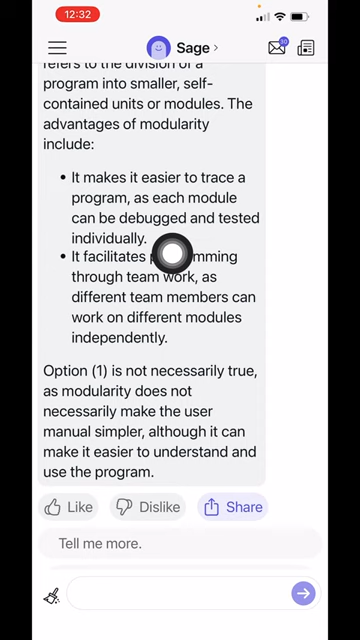 12:32
Sage
30
refers to the division of a
program into smaller, self-
contained units or modules. The
advantages of modularity
include:
• It makes it easier to trace a
program, as each module
can be debugged and tested
individually.
• It facilitates mming
through team work, as
different team members can
work on different modules
independently.
Option (1) is not necessarily true,
as modularity does not
necessarily make the user
manual simpler, although it can
make it easier to understand and
use the program.
Like
Dislike
Share
Tell me more.